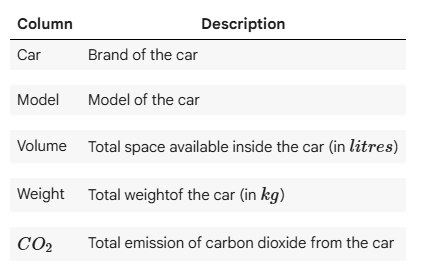 Column Description
Car Brand of the car
Model Model of the car
Volume Total space available inside the car (in litres)
Weight Total weightof the car (in kg)
CO₂ Total emission of carbon dioxide from the car